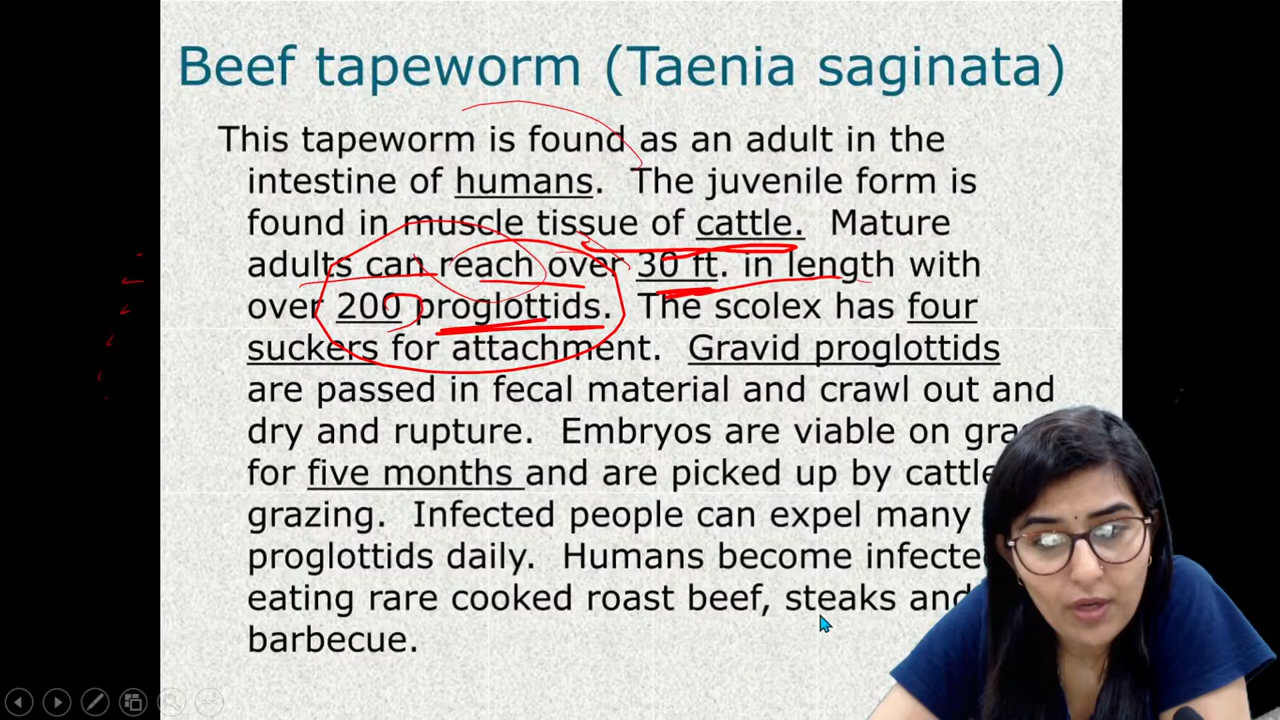 Beef tapeworm (Taenia saginata)
This tapeworm is found as an adult in the
intestine of humans. The juvenile form is
found in muscle tissue of cattle. Mature
adults can reach over 30 ft. in length with
over 200 proglottids. The scolex has four
suckers for attachment. Gravid proglottids
are passed in fecal material and crawl out and
dry and rupture. Embryos are viable on
for five months and are picked up by cattle
grazing. Infected people can expel many
proglottids daily. Humans become
eating rare cooked roast beef, steaks and
barbecue.